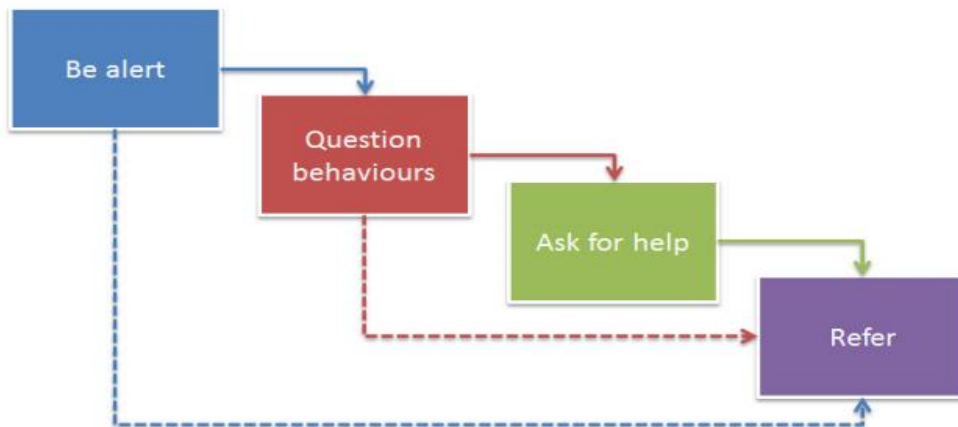 Be alert
Question
behaviours
Ask for help
Refer